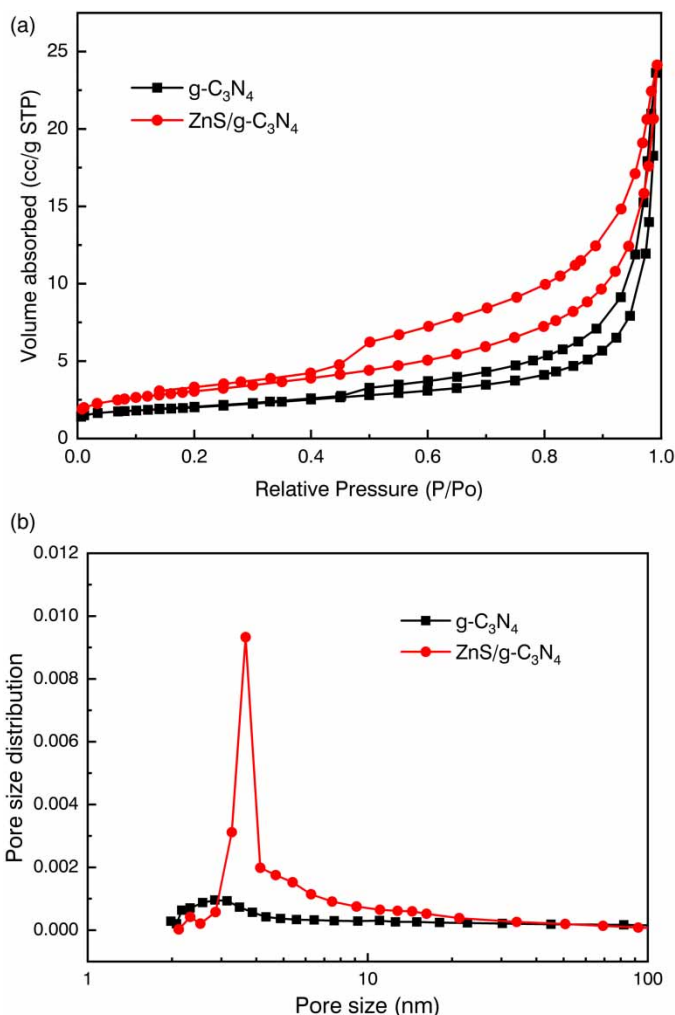 (a)
25
20
15
10
5
0
Volume absorbed (cc/g STP)
g-C₃N₄
ZnS/g-C₃N₄
0.0 0.2 0.4 0.6 0.8 1.0
Relative Pressure (P/Po)
(b)
0.012
0.010
0.008
0.006
0.004
0.002
0.000
Pore size distribution
g-C₃N₄
ZnS/g-C₃N₄
1 10 100
Pore size (nm)